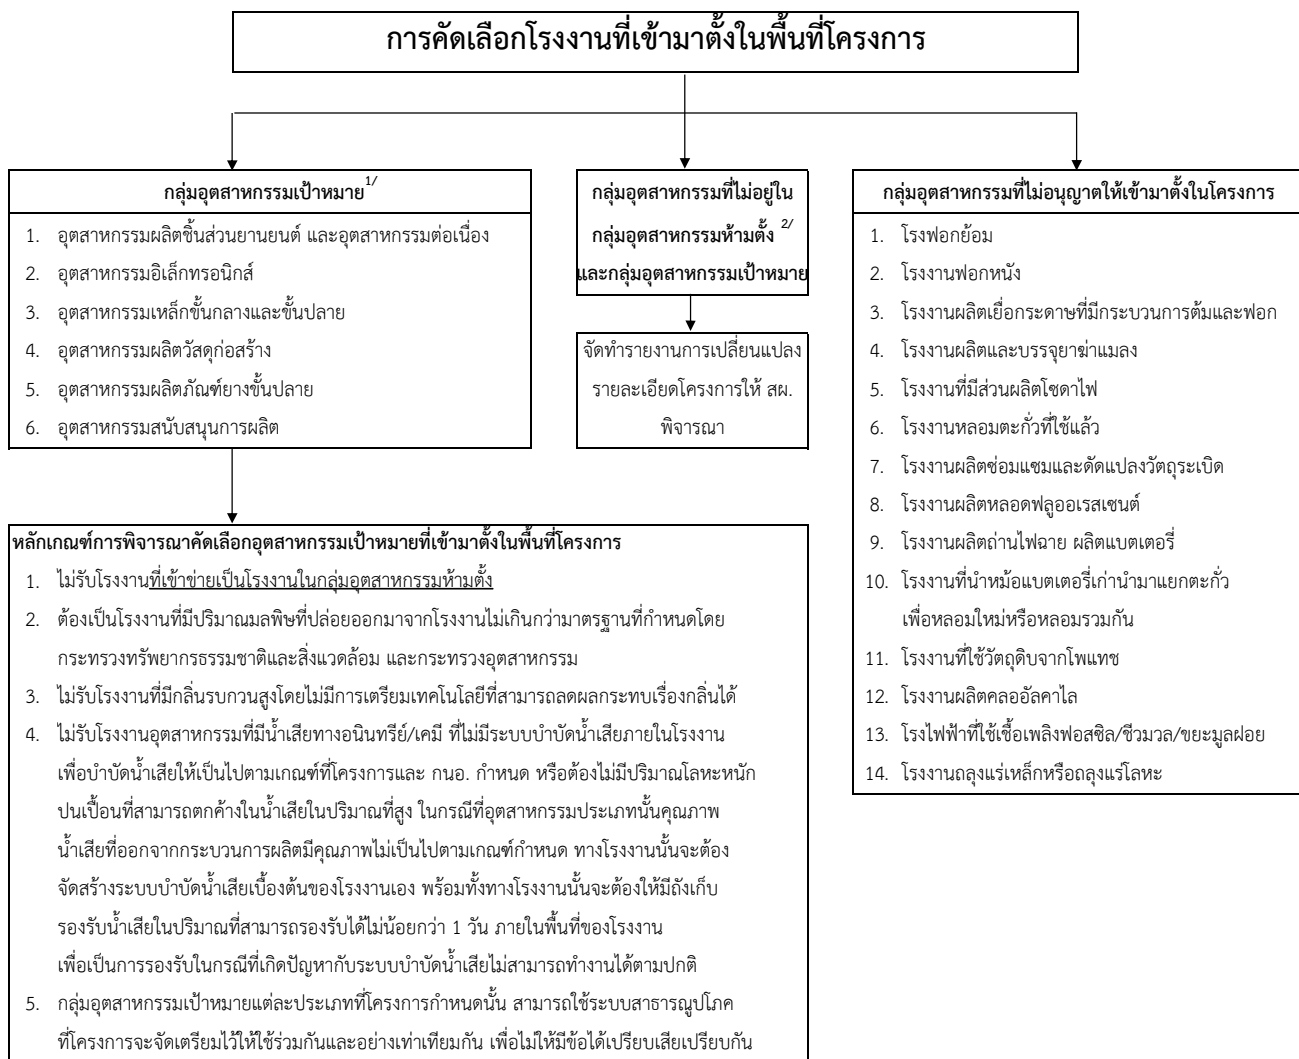 การคัดเลือกโรงงานที่เข้ามาตั้งในพื้นที่โครงการ
กลุ่มอุตสาหกรรมเป้าหมาย 1/
1. อุตสาหกรรมผลิตชิ้นส่วนยานยนต์ และอุตสาหกรรมต่อเนื่อง
2. อุตสาหกรรมอิเล็กทรอนิกส์
3. อุตสาหกรรมเหล็กขั้นกลางและขั้นปลาย
4. อุตสาหกรรมผลิตวัสดุก่อสร้าง
5. อุตสาหกรรมผลิตภัณฑ์ยางขั้นปลาย
6. อุตสาหกรรมสนับสนุนการผลิต
กลุ่มอุตสาหกรรมที่ไม่อยู่ใน
กลุ่มอุตสาหกรรมห้ามตั้ง 2/
และกลุ่มอุตสาหกรรมเป้าหมาย
จัดทำรายงานการเปลี่ยนแปลง
รายละเอียดโครงการให้ สผ.
พิจารณา
กลุ่มอุตสาหกรรมที่ไม่อนุญาตให้เข้ามาตั้งในโครงการ
1. โรงฟอกย้อม
2. โรงงานฟอกหนัง
3. โรงงานผลิตเยื่อกระดาษที่มีกระบวนการต้มและฟอก
4. โรงงานผลิตและบรรจุยาฆ่าแมลง
5. โรงงานที่มีส่วนผลิตโซดาไฟ
6. โรงงานหลอมตะกั่วที่ใช้แล้ว
7. โรงงานผลิตซ่อมแซมและดัดแปลงวัตถุระเบิด
8. โรงงานผลิตหลอดฟลูออเรสเซนต์
9. โรงงานผลิตถ่านไฟฉาย ผลิตแบตเตอรี่
10. โรงงานที่นำหม้อแบตเตอรี่เก่านำมาแยกตะกั่ว
เพื่อหลอมใหม่หรือหลอมรวมกัน
11. โรงงานที่ใช้วัตถุดิบจากโพแทช
12. โรงงานผลิตคลออัลคาไล
13. โรงไฟฟ้าที่ใช้เชื้อเพลิงฟอสซิล/ชีวมวล/ขยะมูลฝอย
14. โรงงานถลุงแร่เหล็กหรือถลุงแร่โลหะ
หลักเกณฑ์การพิจารณาคัดเลือกอุตสาหกรรมเป้าหมายที่เข้ามาตั้งในพื้นที่โครงการ
1. ไม่รับโรงงานที่เข้าข่ายเป็นโรงงานในกลุ่มอุตสาหกรรมห้ามตั้ง
2. ต้องเป็นโรงงานที่มีปริมาณมลพิษที่ปล่อยออกมาจากโรงงานไม่เกินกว่ามาตรฐานที่กำหนดโดย
กระทรวงทรัพยากรธรรมชาติและสิ่งแวดล้อม และกระทรวงอุตสาหกรรม
3. ไม่รับโรงงานที่มีกลิ่นรบกวนสูงโดยไม่มีการเตรียมเทคโนโลยีที่สามารถลดผลกระทบเรื่องกลิ่นได้
4. ไม่รับโรงงานอุตสาหกรรมที่มีน้ำเสียทางอนินทรีย์/เคมี ที่ไม่มีระบบบำบัดน้ำเสียภายในโรงงาน
เพื่อบำบัดน้ำเสียให้เป็นไปตามเกณฑ์ที่โครงการและ กนอ. กำหนด หรือต้องไม่มีปริมาณโลหะหนัก
ปนเปื้อนที่สามารถตกค้างในน้ำเสียในปริมาณที่สูง ในกรณีที่อุตสาหกรรมประเภทนั้นคุณภาพ
น้ำเสียที่ออกจากกระบวนการผลิตมีคุณภาพไม่เป็นไปตามเกณฑ์กำหนด ทางโรงงานนั้นจะต้อง
จัดสร้างระบบบำบัดน้ำเสียเบื้องต้นของโรงงานเอง พร้อมทั้งทางโรงงานนั้นจะต้องให้มีถังเก็บ
รองรับน้ำเสียในปริมาณที่สามารถรองรับได้ไม่น้อยกว่า 1 วัน ภายในพื้นที่ของโรงงาน
เพื่อเป็นการรองรับในกรณีที่เกิดปัญหากับระบบบำบัดน้ำเสียไม่สามารถทำงานได้ตามปกติ
5. กลุ่มอุตสาหกรรมเป้าหมายแต่ละประเภทที่โครงการกำหนดนั้น สามารถใช้ระบบสาธารณูปโภค
ที่โครงการจะจัดเตรียมไว้ให้ใช้ร่วมกันและอย่างเท่าเทียมกัน เพื่อไม่ให้มีข้อได้เปรียบเสียเปรียบกัน